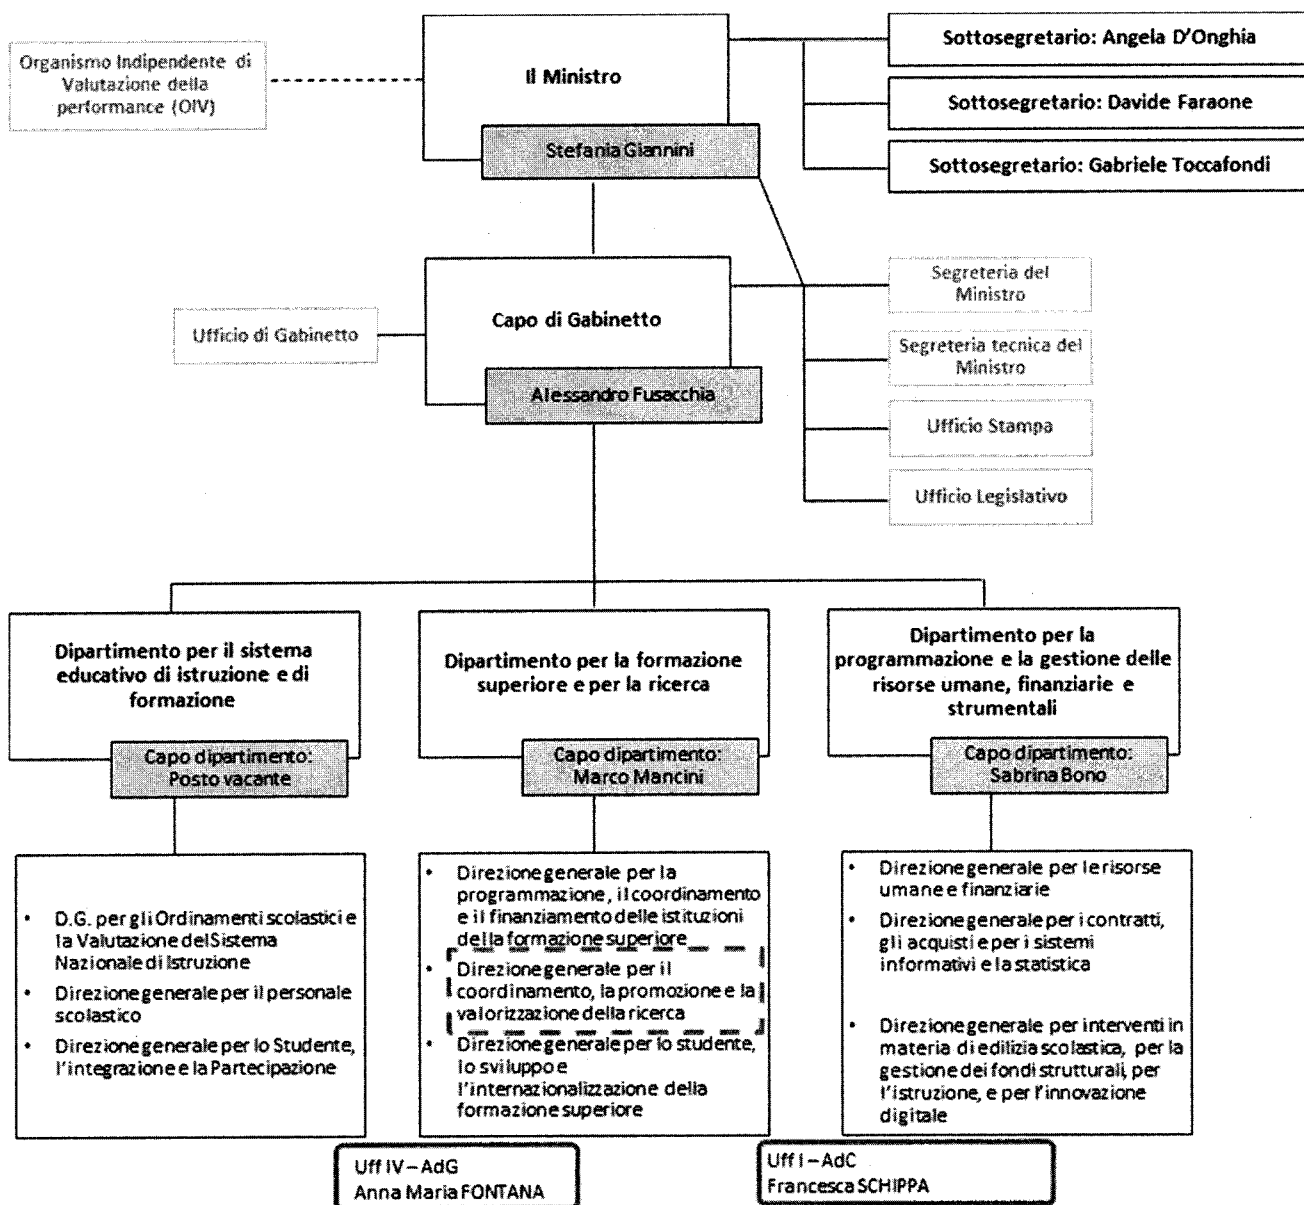 Organismo Indipendente di
Valutazione della
performance (OIV)
Il Ministro
Stefania Giannini
Sottosegretario: Angela D'Onghia
Sottosegretario: Davide Faraone
Sottosegretario: Gabriele Toccafondi
Ufficio di Gabinetto
Capo di Gabinetto
Alessandro Fusacchia
Segreteria del
Ministro
Segreteria tecnica del
Ministro
Ufficio Stampa
Ufficio Legislativo
Dipartimento per il sistema
educativo di istruzione e di
formazione
Capo dipartimento:
Posto vacante
• D.G. per gli Ordinamenti scolastici e
la Valutazione del Sistema
Nazionale di Istruzione
• Direzione generale per il personale
scolastico
• Direzione generale per lo Studente,
l'integrazione e la Partecipazione
Dipartimento per la formazione
superiore e per la ricerca
Capo dipartimento:
Marco Mancini
• Direzione generale per la
programmazione, il coordinamento
e il finanziamento delle istituzioni
della formazione superiore
• Direzione generale per il
coordinamento, la promozione e la
valorizzazione della ricerca
• Direzione generale per lo studente,
lo sviluppo e
l'internazionalizzazione della
formazione superiore
Dipartimento per la
programmazione e la gestione delle
risorse umane, finanziarie e
strumentali
Capo dipartimento:
Sabrina Bono
• Direzione generale per le risorse
umane e finanziarie
• Direzione generale per i contratti,
gli acquisti e per i sistemi
informativi e la statistica
• Direzione generale per interventi in
materia di edilizia scolastica, per la
gestione dei fondi strutturali, per
l'istruzione, e per l'innovazione
digitale
Uff IV – AdG
Anna Maria FONTANA
Uff I – AdC
Francesca SCHIPPA